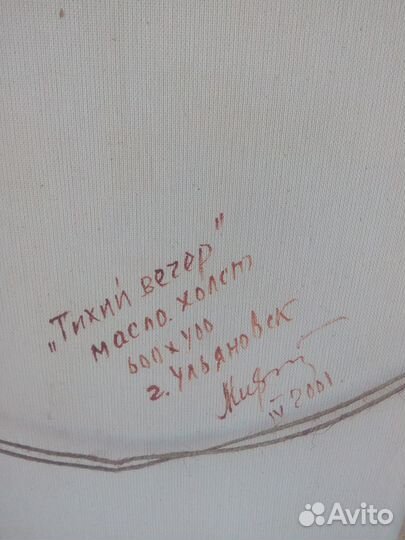 "Тихий вечер"
масло. холст
600х400
г. Ульяновск
IV 2001.
Avito